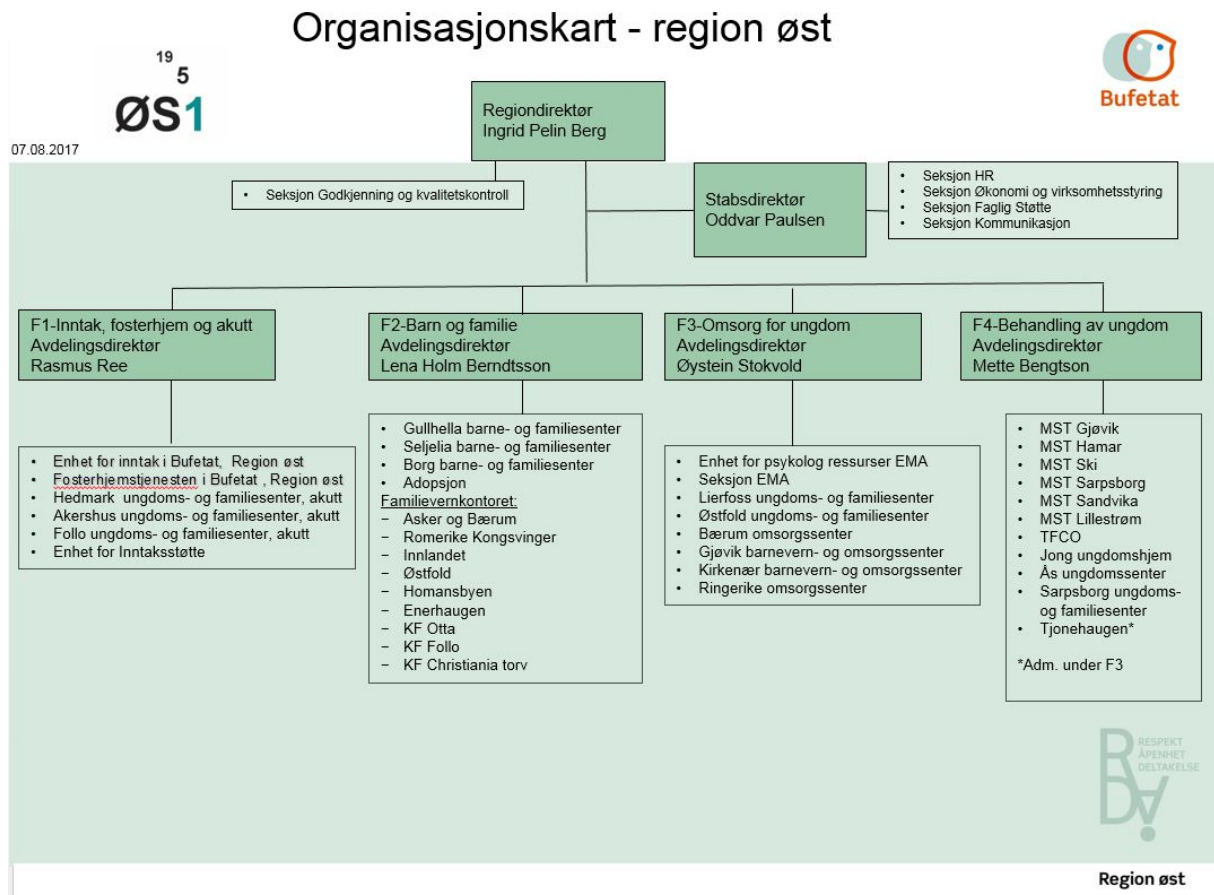 Organisasjonskart - region øst
19
5
ØS1
Bufetat
07.08.2017
Regiondirektør
Ingrid Pelin Berg
• Seksjon Godkjenning og kvalitetskontroll
Stabsdirektør
Oddvar Paulsen
• Seksjon HR
• Seksjon Økonomi og virksomhetsstyring
• Seksjon Faglig Støtte
• Seksjon Kommunikasjon
F1-Inntak, fosterhjem og akutt
Avdelingsdirektør
Rasmus Ree
• Enhet for inntak i Bufetat, Region øst
• Fosterhjemstjenesten i Bufetat , Region øst
• Hedmark ungdoms- og familiesenter, akutt
• Akershus ungdoms- og familiesenter, akutt
• Follo ungdoms- og familiesenter, akutt
• Enhet for Inntaksstøtte
F2-Barn og familie
Avdelingsdirektør
Lena Holm Berndtsson
• Gullhella barne- og familiesenter
• Seljelia barne- og familiesenter
• Borg barne- og familiesenter
• Adopsjon
Familievernkontoret:
– Asker og Bærum
– Romerike Kongsvinger
– Innlandet
– Østfold
– Homansbyen
– Enerhaugen
– KF Otta
– KF Follo
– KF Christiania torv
F3-Omsorg for ungdom
Avdelingsdirektør
Øystein Stokvold
• Enhet for psykolog ressurser EMA
• Seksjon EMA
• Lierfoss ungdoms- og familiesenter
• Østfold ungdoms- og familiesenter
• Bærum omsorgssenter
• Gjøvik barnevern- og omsorgssenter
• Kirkenær barnevern- og omsorgssenter
• Ringerike omsorgssenter
F4-Behandling av ungdom
Avdelingsdirektør
Mette Bengtson
• MST Gjøvik
• MST Hamar
• MST Ski
• MST Sarpsborg
• MST Sandvika
• MST Lillestrøm
• TFCO
• Jong ungdomshjem
• Ås ungdomssenter
• Sarpsborg ungdoms-
og familiesenter
• Tjonehaugen*
*Adm. under F3
RDA!
RESPEKT
ÅPENHET
DELTAKELSE
Region øst